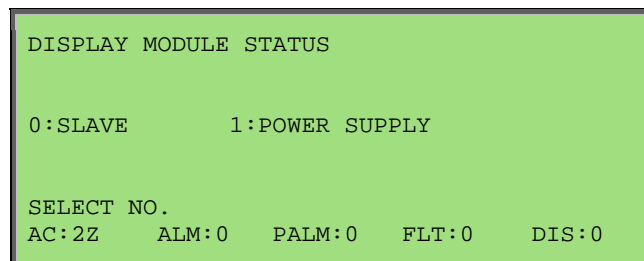 DISPLAY MODULE STATUS
0:SLAVE 1:POWER SUPPLY
SELECT NO.
AC:2Z ALM:0 PALM:0 FLT:0 DIS:0